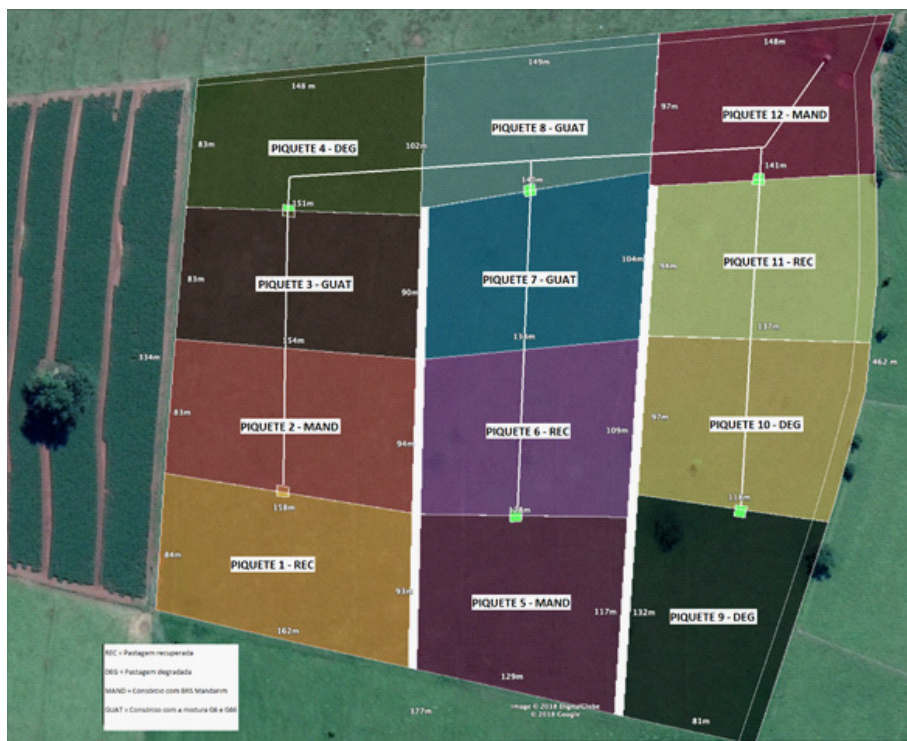 148m
149m
148 m
97m
PIQUETE 12 - MAND
PIQUETE 8 - GUAT
83m
PIQUETE 4 - DEG
102m
141m
151m
PIQUETE 11 - REC
94m
104m
PIQUETE 7 - GUAT
83m
PIQUETE 3 - GUAT
90m
137m
154m
334m
462 m
83m
PIQUETE 2 - MAND
94m
PIQUETE 6 - REC
109m
97m
PIQUETE 10 - DEG
118m
158m
84m
PIQUETE 1 - REC
93m
PIQUETE 5 - MAND
117m
132m
PIQUETE 9 - DEG
162m
129m
81m
177m
REC = Pastagem recuperada
DEG = Pastagem degradada
MAND = Consórcio com BRS Mandarim
GUAT = Consórcio com a mistura G6 e G66
Image © 2018 DigitalGlobe
© 2018 Google